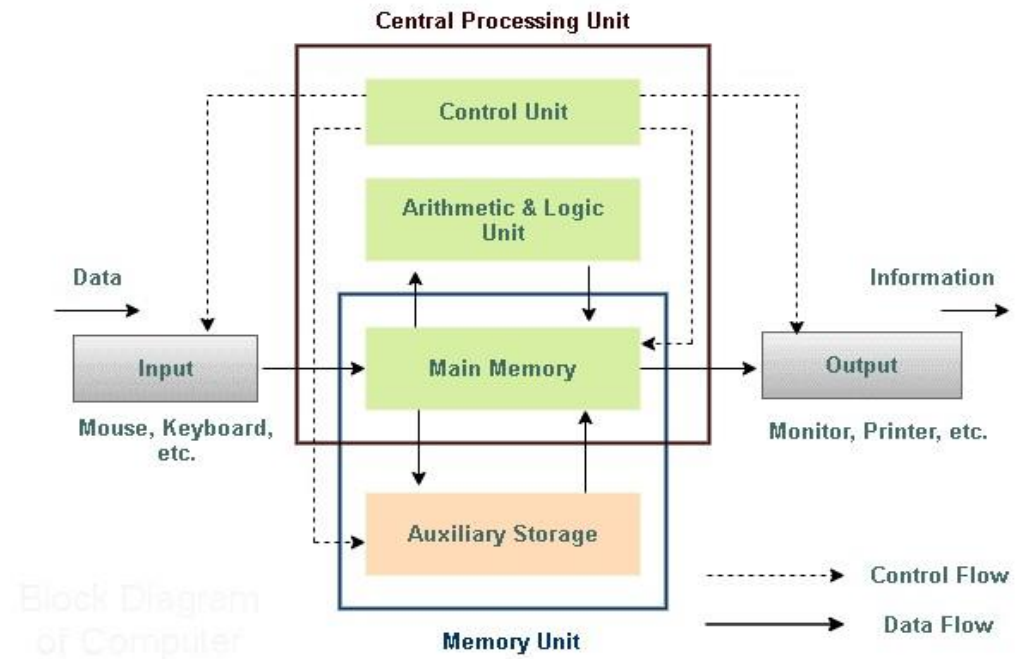 Central Processing Unit
Control Unit
Arithmetic & Logic
Unit
Data
Information
Input
Main Memory
Output
Mouse, Keyboard,
etc.
Monitor, Printer, etc.
Auxiliary Storage
Control Flow
Block Diagram
of Computer
Data Flow
Memory Unit